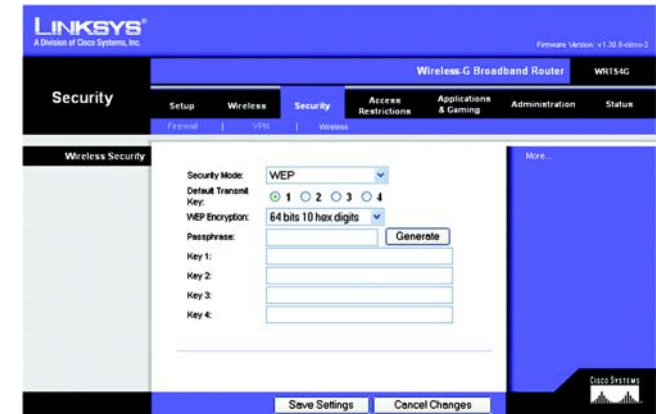 LINKSYS®
A Division of Cisco Systems, Inc.
Firmware Version: v1.30.8-cisco-2
Wireless-G Broadband Router WRT54G
Security
Setup Wireless Security Access Restrictions Applications & Gaming Administration Status
Firewall | VPN | Wireless
Wireless Security
More...
Security Mode: WEP
Default Transmit Key: 1 2 3 4
WEP Encryption: 64 bits 10 hex digits
Passphrase: Generate
Key 1:
Key 2:
Key 3:
Key 4:
Save Settings Cancel Changes
CISCO SYSTEMS